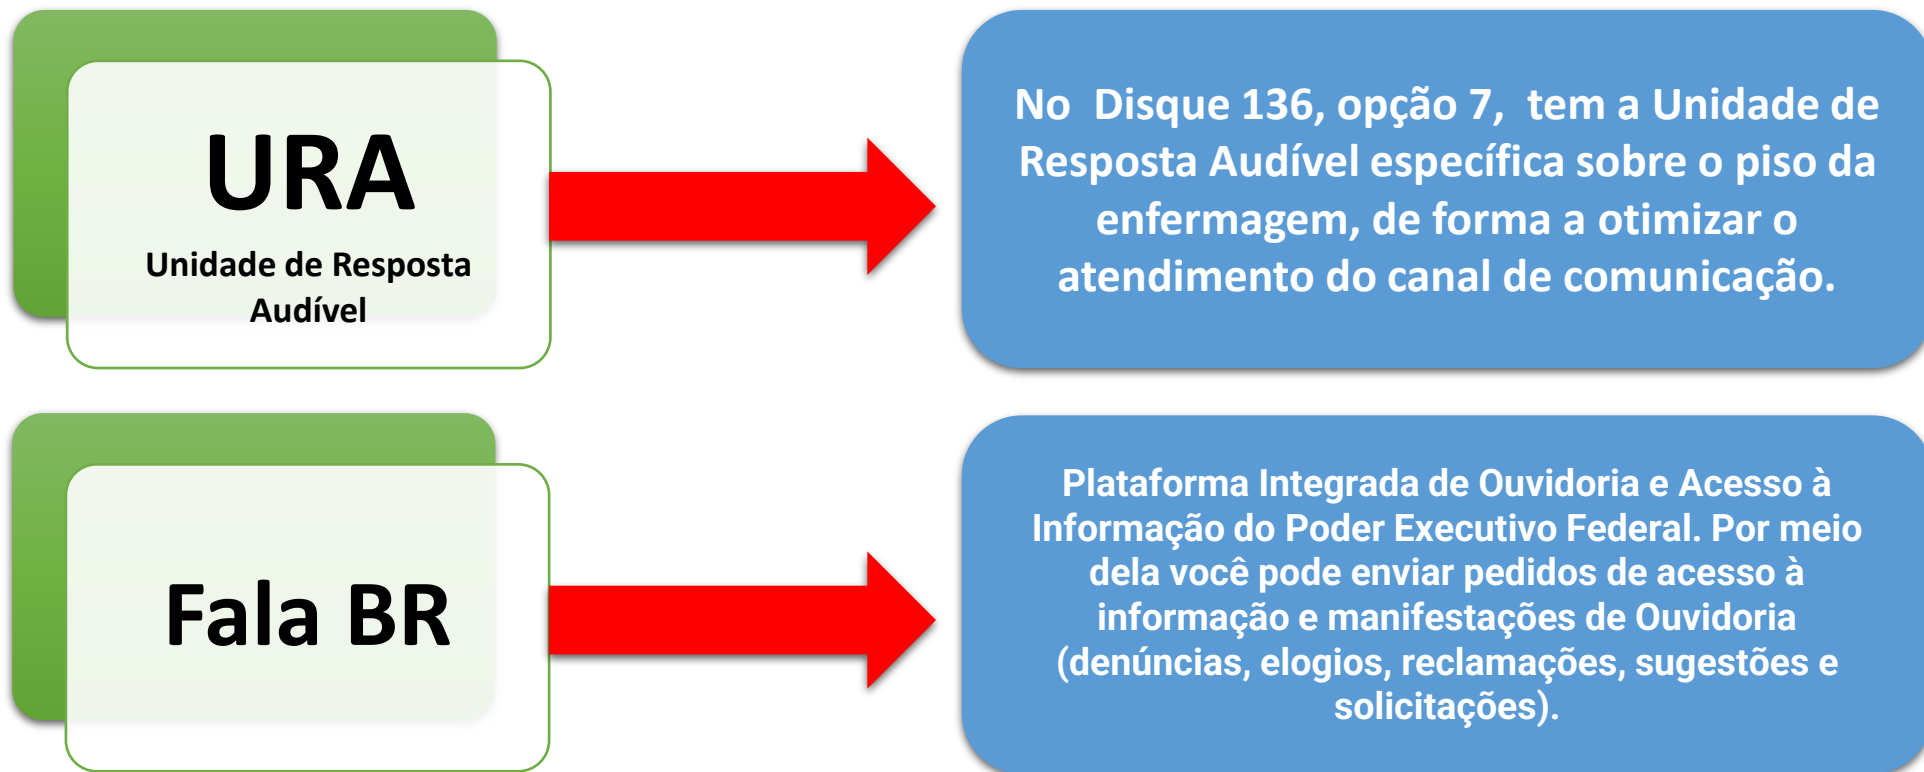 URA
Unidade de Resposta
Audível
No Disque 136, opção 7, tem a Unidade de
Resposta Audível específica sobre o piso da
enfermagem, de forma a otimizar o
atendimento do canal de comunicação.
Fala BR
Plataforma Integrada de Ouvidoria e Acesso à
Informação do Poder Executivo Federal. Por meio
dela você pode enviar pedidos de acesso à
informação e manifestações de Ouvidoria
(denúncias, elogios, reclamações, sugestões e
solicitações).